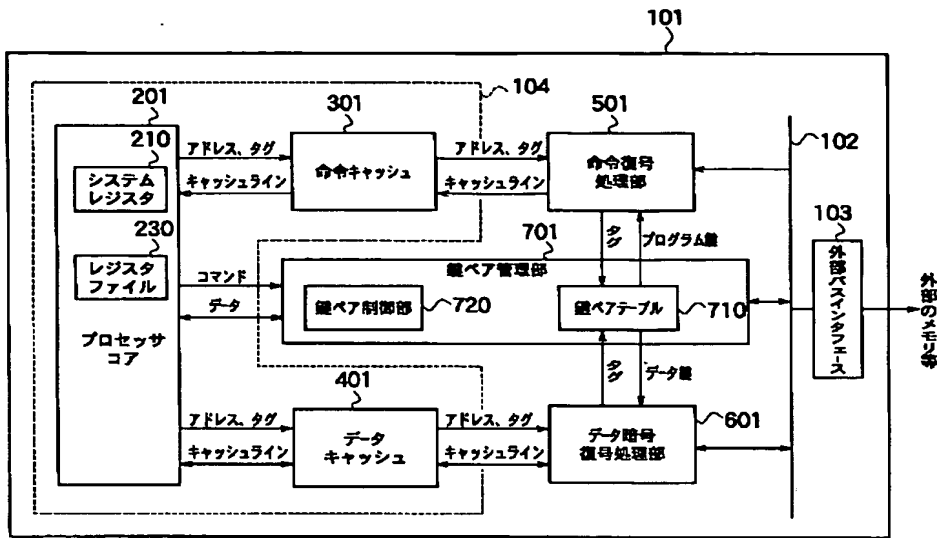 101
201
210
システム
レジスタ
230
レジスタ
ファイル
プロセッサ
コア
アドレス、タグ
キャッシュライン
301
命令キャッシュ
104
アドレス、タグ
キャッシュライン
501
命令復号
処理部
102
103
外部バスインタフェース
外部のメモリ等
コマンド
データ
701
鍵ペア管理部
鍵ペア制御部
720
タグ
プログラム鍵
鍵ペアテーブル
710
タグ
データ鍵
アドレス、タグ
キャッシュライン
401
データ
キャッシュ
アドレス、タグ
キャッシュライン
データ暗号
復号処理部
601